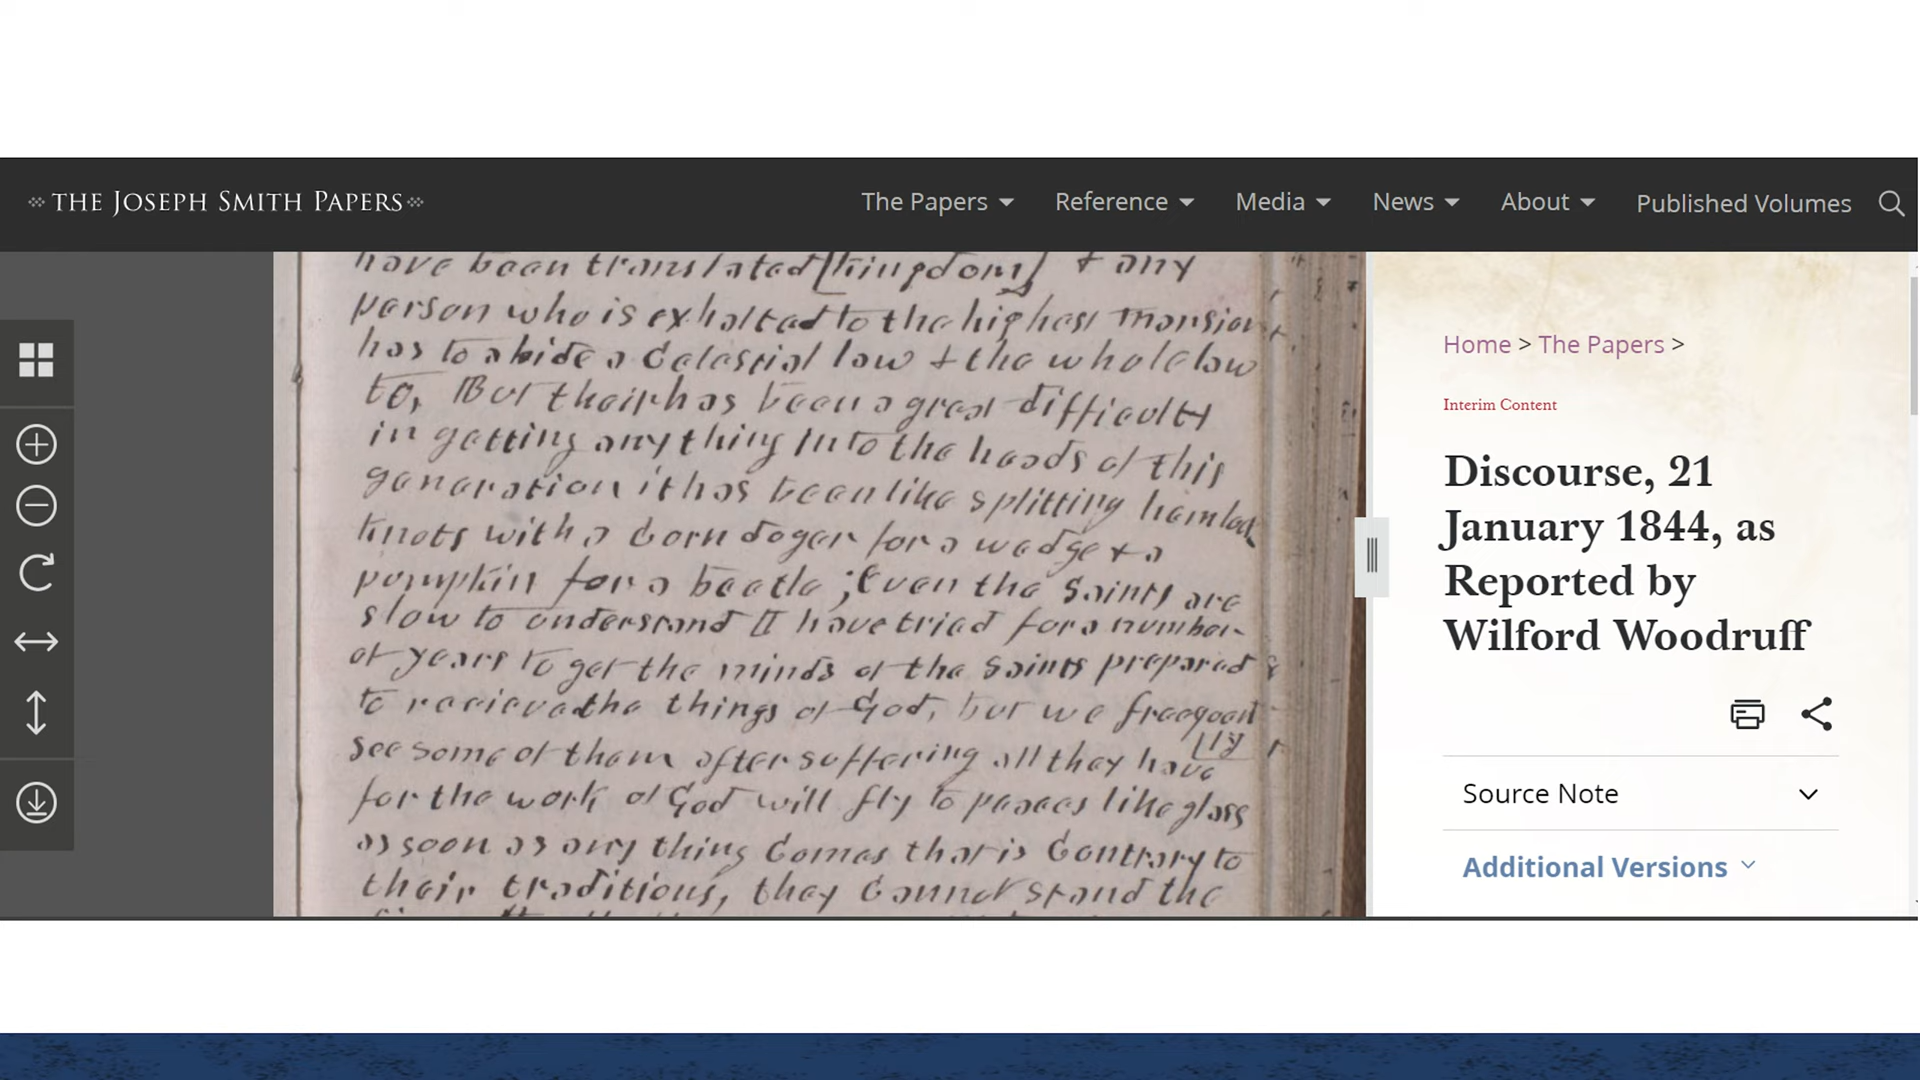 THE JOSEPH SMITH PAPERS
The Papers
Reference
Media
News
About
Published Volumes
have been translated [kingdom] & any
person who is exhalted to the highest mansion
has to abide a Celestial law & the whole law
to, But their has been a great difficulty
in getting anything into the heads of this
generation it has been like splitting hemlock
knots with a Corn doger for a wedge & a
pumpkin for a beetle; Even the Saints are
slow to understand I have tried for a number
of years to get the minds of the Saints prepared
to recieve the things of God, but we freequent
[ly
see some of them after suffering all they have
for the work of God will fly to peaces like glass
as soon as any thing Comes that is Contrary to
their traditions, they Cannot stand the
Home > The Papers >
Interim Content
Discourse, 21
January 1844, as
Reported by
Wilford Woodruff
Source Note
Additional Versions